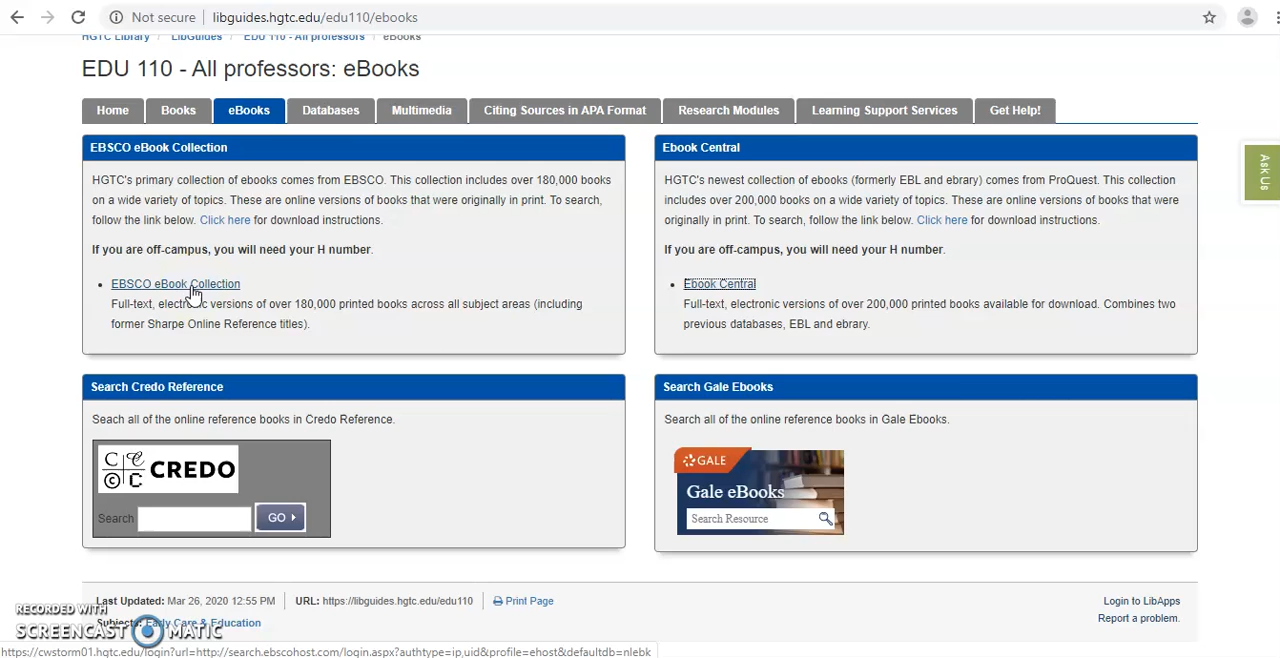 Not secure | libguides.hgtc.edu/edu110/ebooks
HGTC Library / LibGuides / EDU 110 - All professors / eBooks
EDU 110 - All professors: eBooks
Home Books eBooks Databases Multimedia Citing Sources in APA Format Research Modules Learning Support Services Get Help!
EBSCO eBook Collection
HGTC's primary collection of ebooks comes from EBSCO. This collection includes over 180,000 books
on a wide variety of topics. These are online versions of books that were originally in print. To search,
follow the link below. Click here for download instructions.
If you are off-campus, you will need your H number.
EBSCO eBook Collection
Full-text, electronic versions of over 180,000 printed books across all subject areas (including
former Sharpe Online Reference titles).
Ebook Central
HGTC's newest collection of ebooks (formerly EBL and ebrary) comes from ProQuest. This collection
includes over 200,000 books on a wide variety of topics. These are online versions of books that were
originally in print. To search, follow the link below. Click here for download instructions.
If you are off-campus, you will need your H number.
Ebook Central
Full-text, electronic versions of over 200,000 printed books available for download. Combines two
previous databases, EBL and ebrary.
Ask Us
Search Credo Reference
Seach all of the online reference books in Credo Reference.
CREDO
Search GO
Search Gale Ebooks
Search all of the online reference books in Gale Ebooks.
GALE
Gale eBooks
Search Resource
Last Updated: Mar 26, 2020 12:55 PM URL: https://libguides.hgtc.edu/edu110 Print Page
Subjects: Early Care & Education
Login to LibApps
Report a problem.
RECORDED WITH
SCREENCAST MATIC
https://cwstorm01.hgtc.edu/login?url=http://search.ebscohost.com/login.aspx?authtype=ip,uid&profile=ehost&defaultdb=nlebk